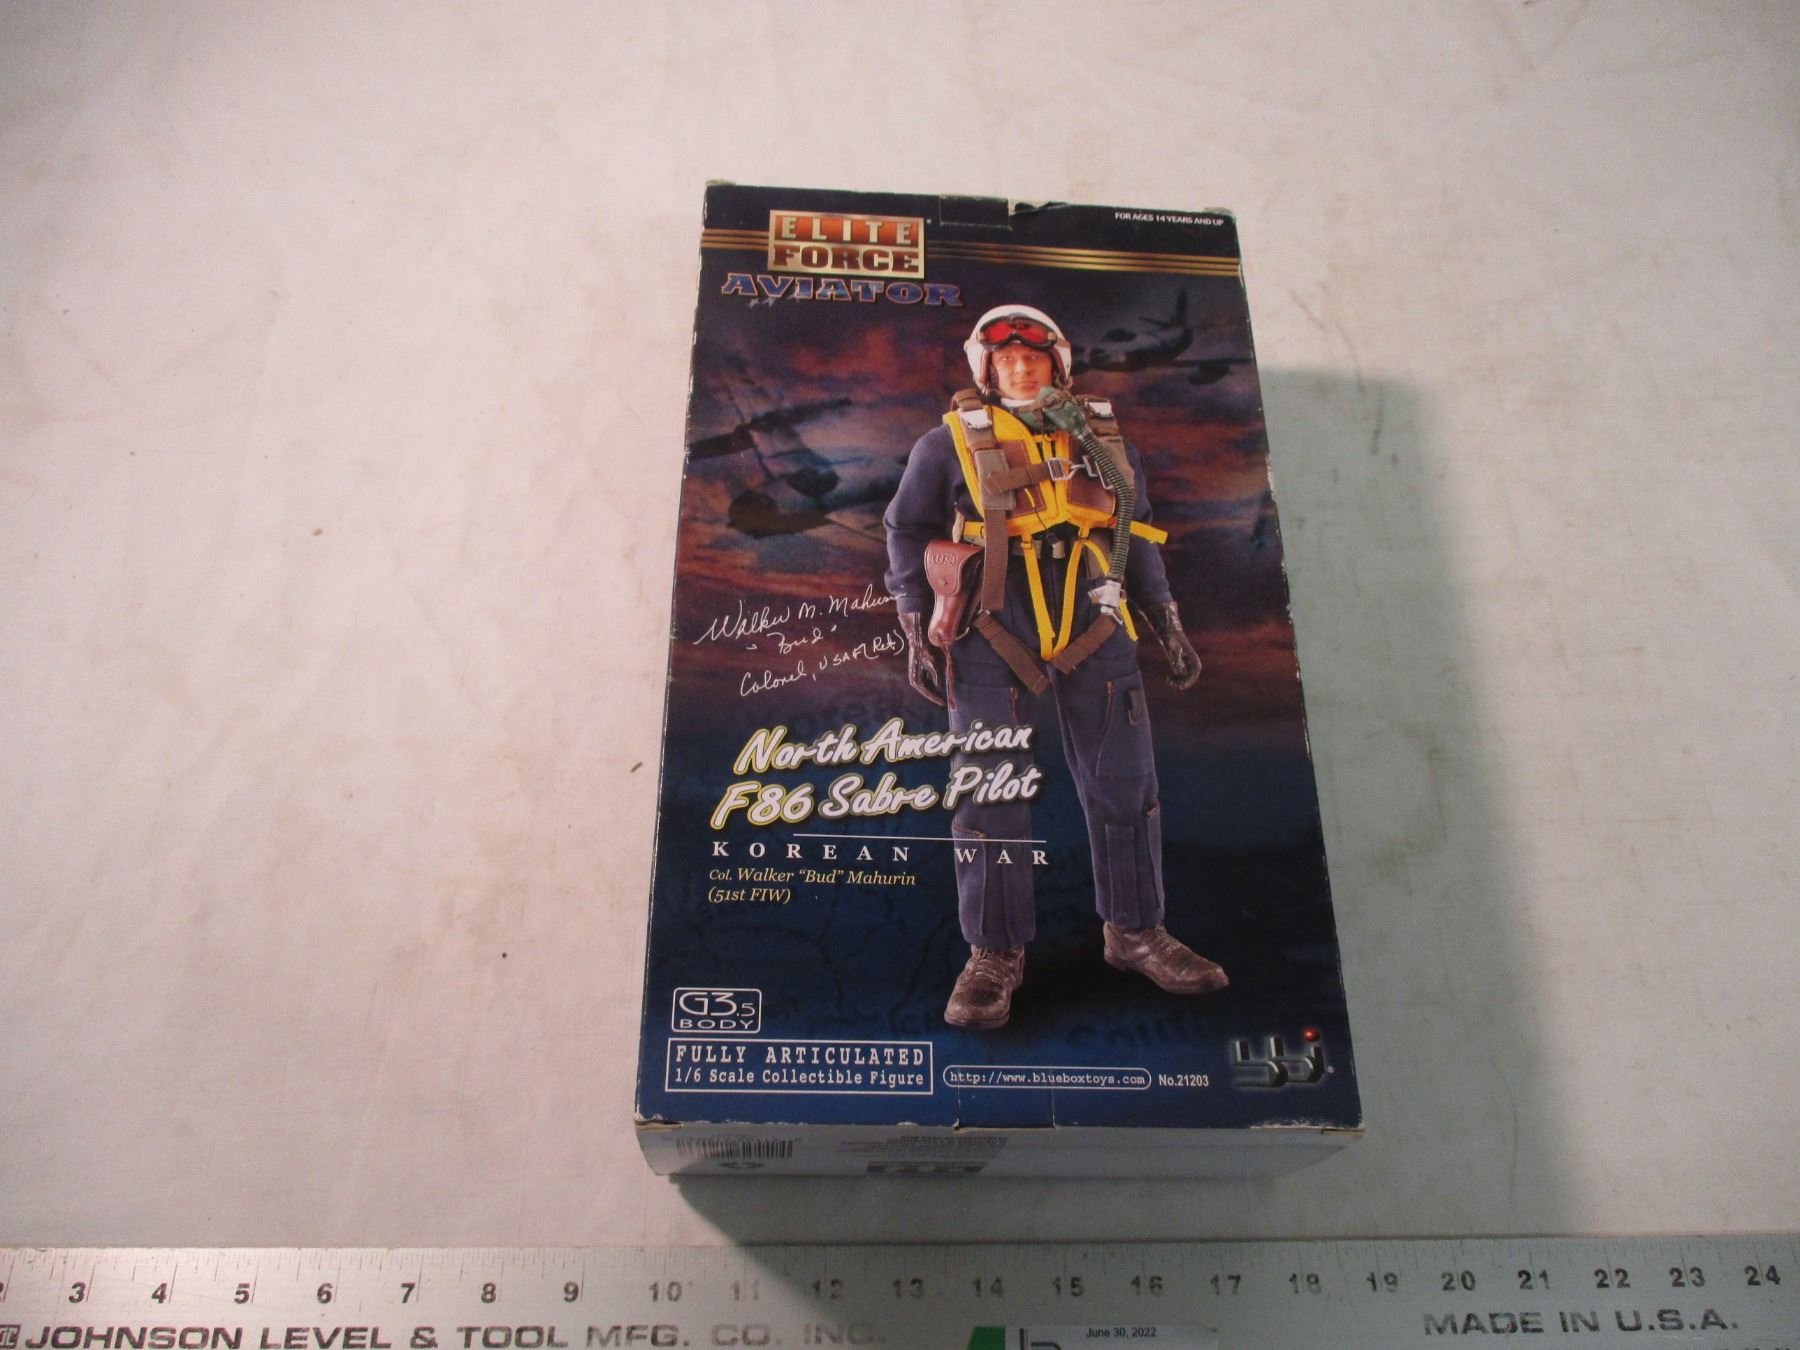 FOR AGES 14 YEARS AND UP
ELITE
FORCE
AVIATOR
US
Walker M. Mahurin
"Bud"
Colonel, USAF (Ret)
North American
F86 Sabre Pilot
KOREAN WAR
Col. Walker "Bud" Mahurin
(51st FIW)
G3.5
BODY
FULLY ARTICULATED
1/6 Scale Collectible Figure
http://www.blueboxtoys.com
No.21203
bbi
3 4 5 6 7 8 9 10 11 12 13 14 15 16 17 18 19 20 21 22 23 24
JOHNSON LEVEL & TOOL MFG. CO. INC.
MADE IN U.S.A.
June 30, 2022